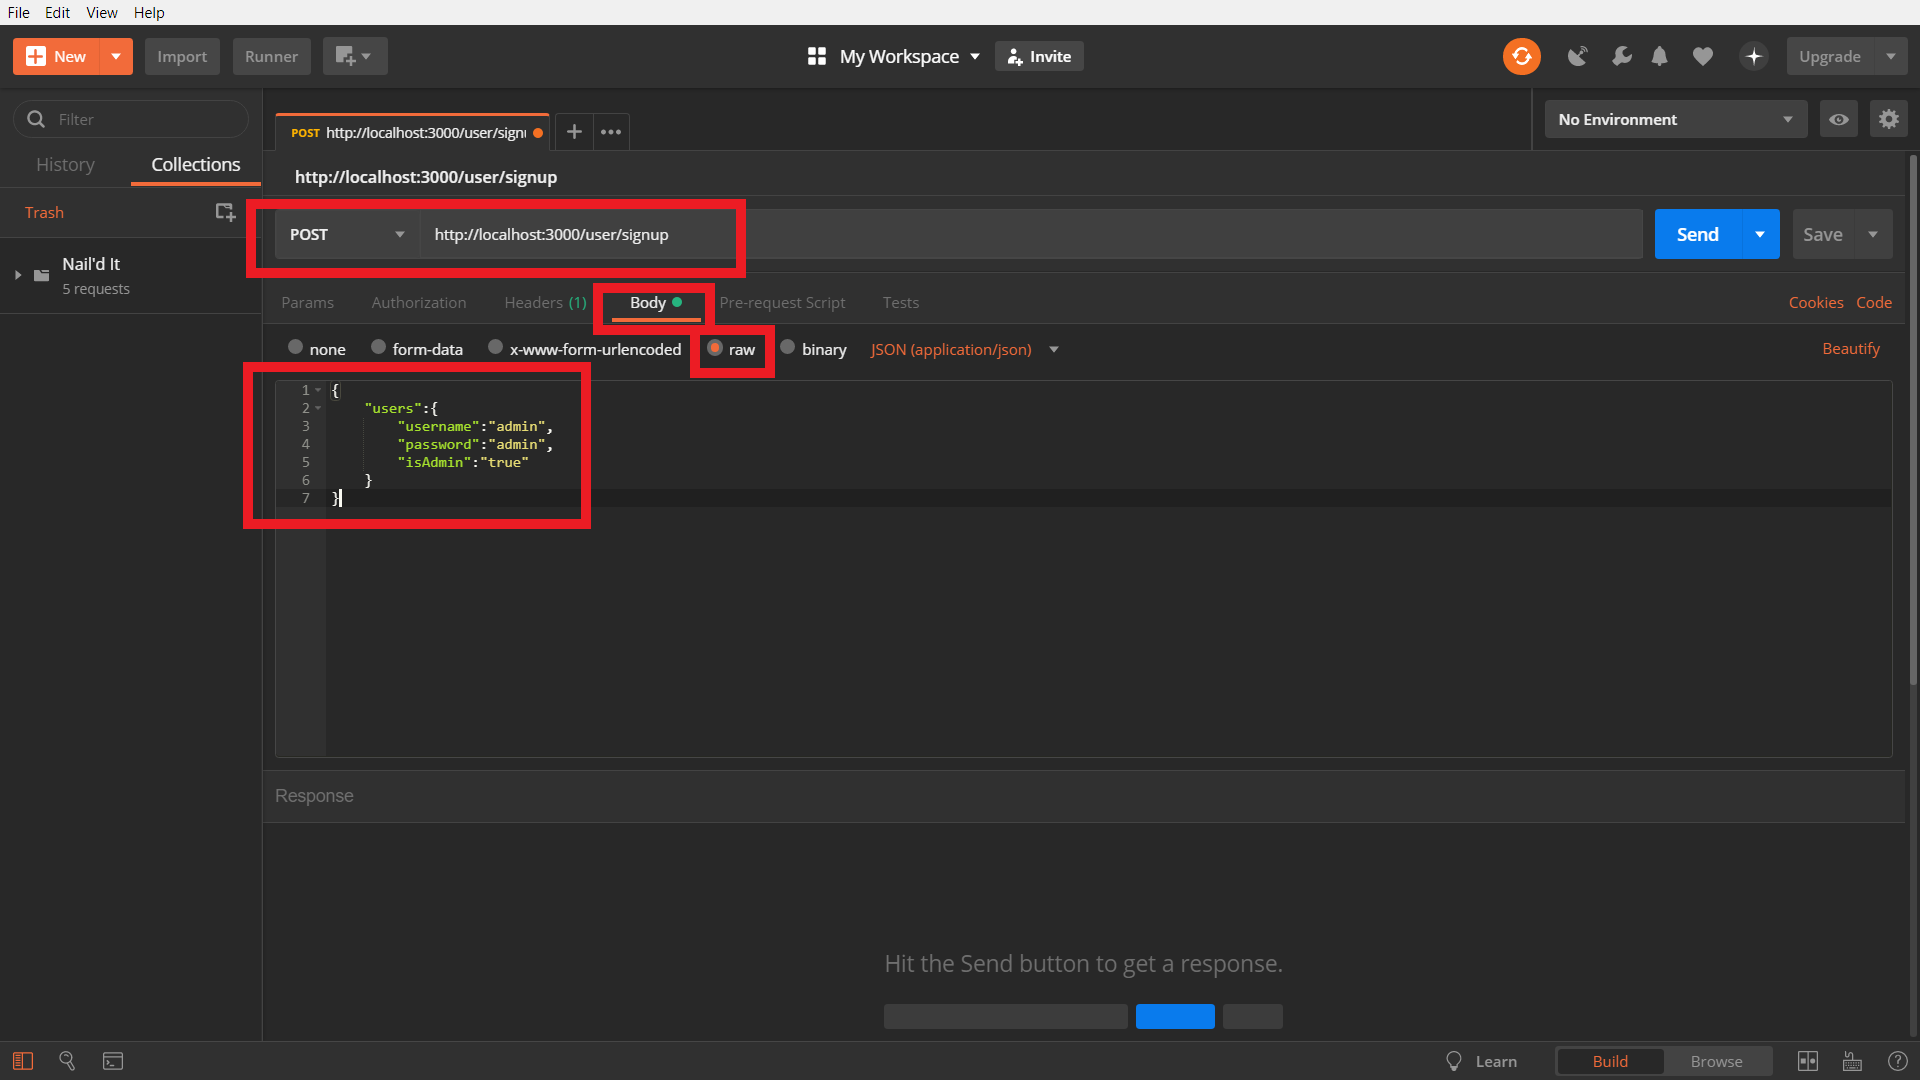 File Edit View Help
New Import Runner My Workspace Invite Upgrade
Filter
History Collections
Trash
Nail'd It
5 requests
POST http://localhost:3000/user/sign
No Environment
http://localhost:3000/user/signup
POST http://localhost:3000/user/signup Send Save
Params Authorization Headers (1) Body Pre-request Script Tests Cookies Code
none form-data x-www-form-urlencoded raw binary JSON (application/json) Beautify
1 {
2 "users":{
3 "username":"admin",
4 "password":"admin",
5 "isAdmin":"true"
6 }
7 }
Response
Hit the Send button to get a response.
Learn Build Browse